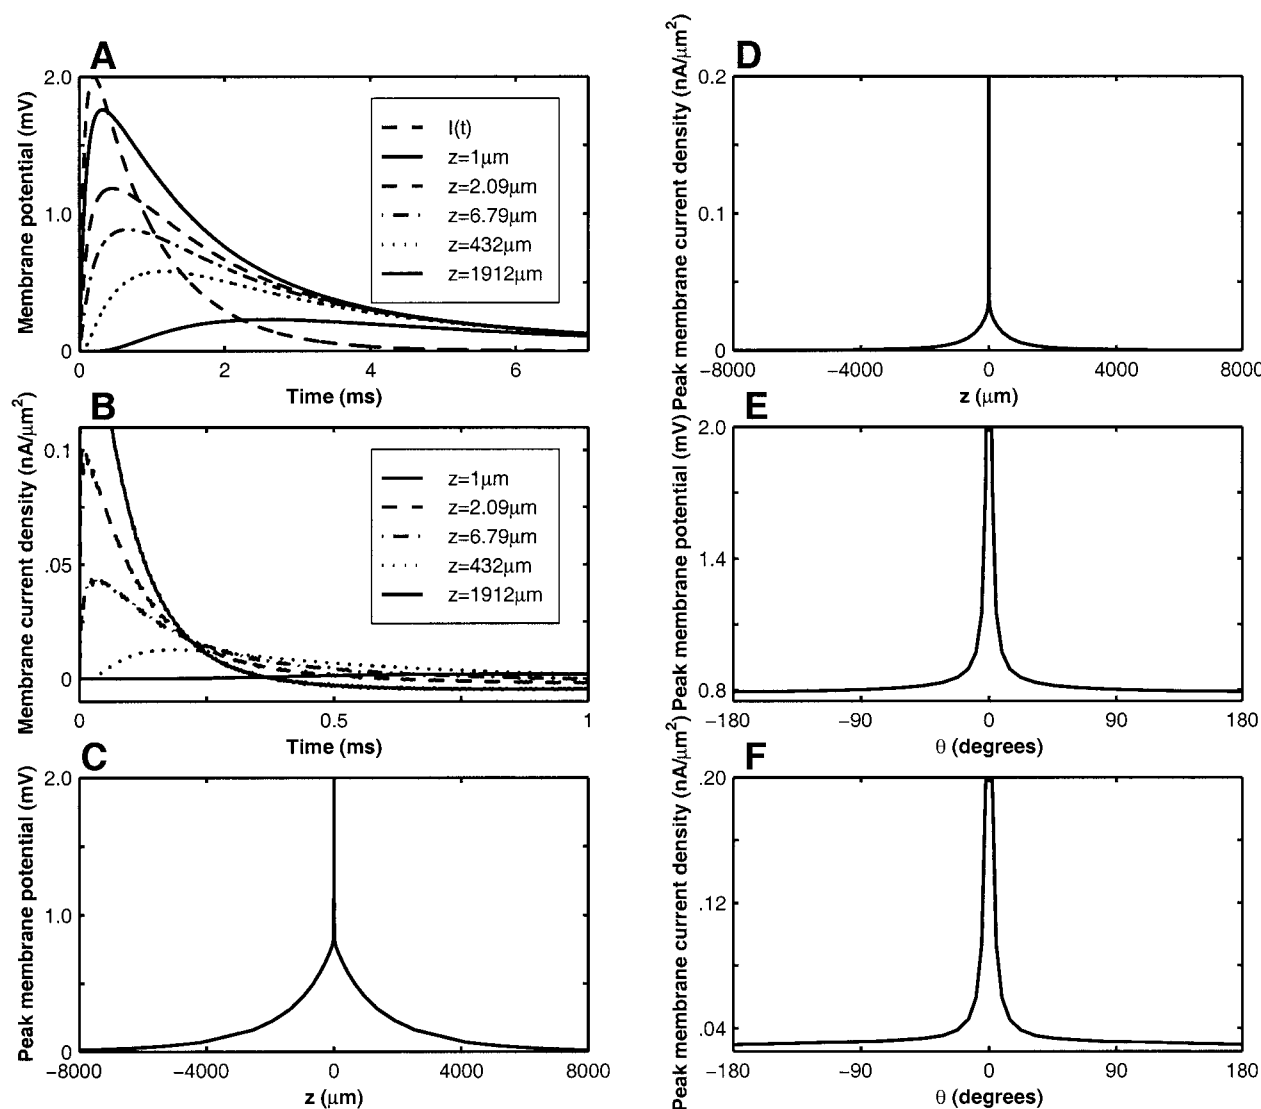 A
Membrane potential (mV)
2.0
1.0
0
0
2
4
6
Time (ms)
I(t)
z=1μm
z=2.09μm
z=6.79μm
z=432μm
z=1912μm
B
Membrane current density (nA/μm²)
0.1
.05
0
0
0.5
1
Time (ms)
z=1μm
z=2.09μm
z=6.79μm
z=432μm
z=1912μm
C
Peak membrane potential (mV)
2.0
1.0
0
−8000
−4000
0
4000
8000
z (μm)
D
Peak membrane current density (nA/μm²)
0.2
0.1
0
−8000
−4000
0
4000
8000
z (μm)
E
Peak membrane potential (mV)
2.0
1.4
0.8
−180
−90
0
90
180
θ (degrees)
F
Peak membrane current density (nA/μm²)
.20
.12
.04
−180
−90
0
90
180
θ (degrees)